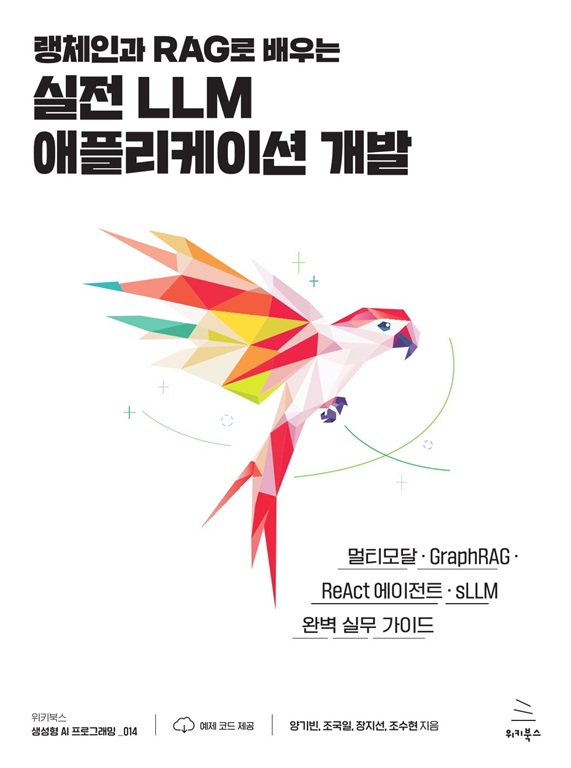 랭체인과 RAG로 배우는
실전 LLM
애플리케이션 개발
멀티모달 · GraphRAG ·
ReAct 에이전트 · sLLM
완벽 실무 가이드
위키북스
생성형 AI 프로그래밍 _014
예제 코드 제공
양기빈, 조국일, 장지선, 조수현 지음
위키북스